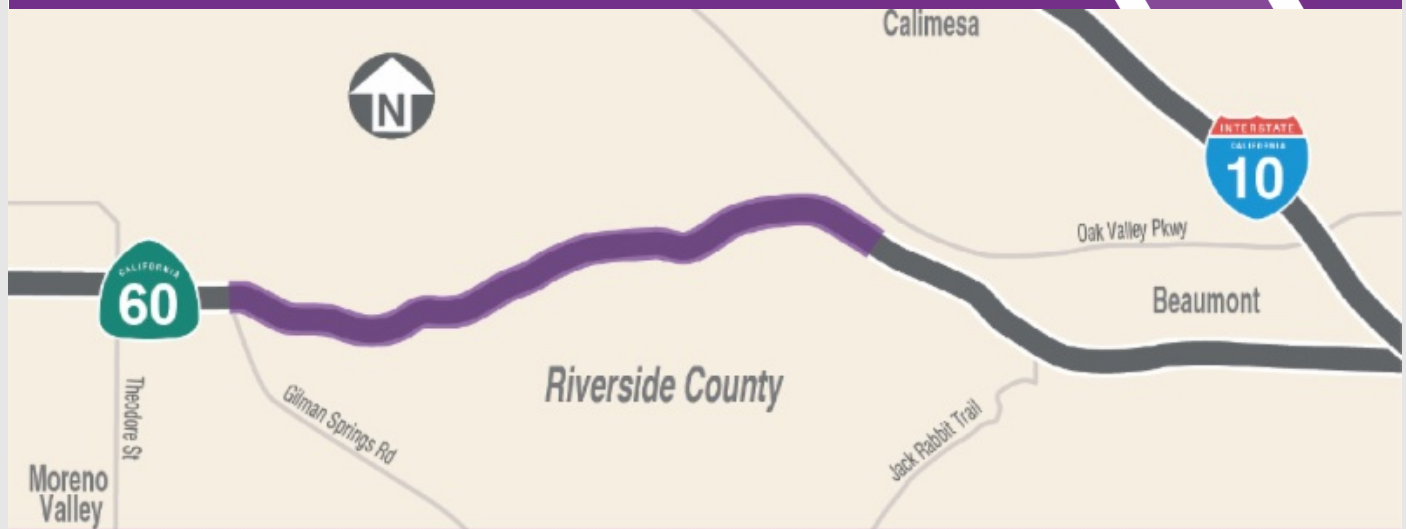 Calimesa
N
INTERSTATE
CALIFORNIA
10
Oak Valley Pkwy
CALIFORNIA
60
Beaumont
Riverside County
Theodore St
Gilman Springs Rd
Jack Rabbit Trail
Moreno
Valley